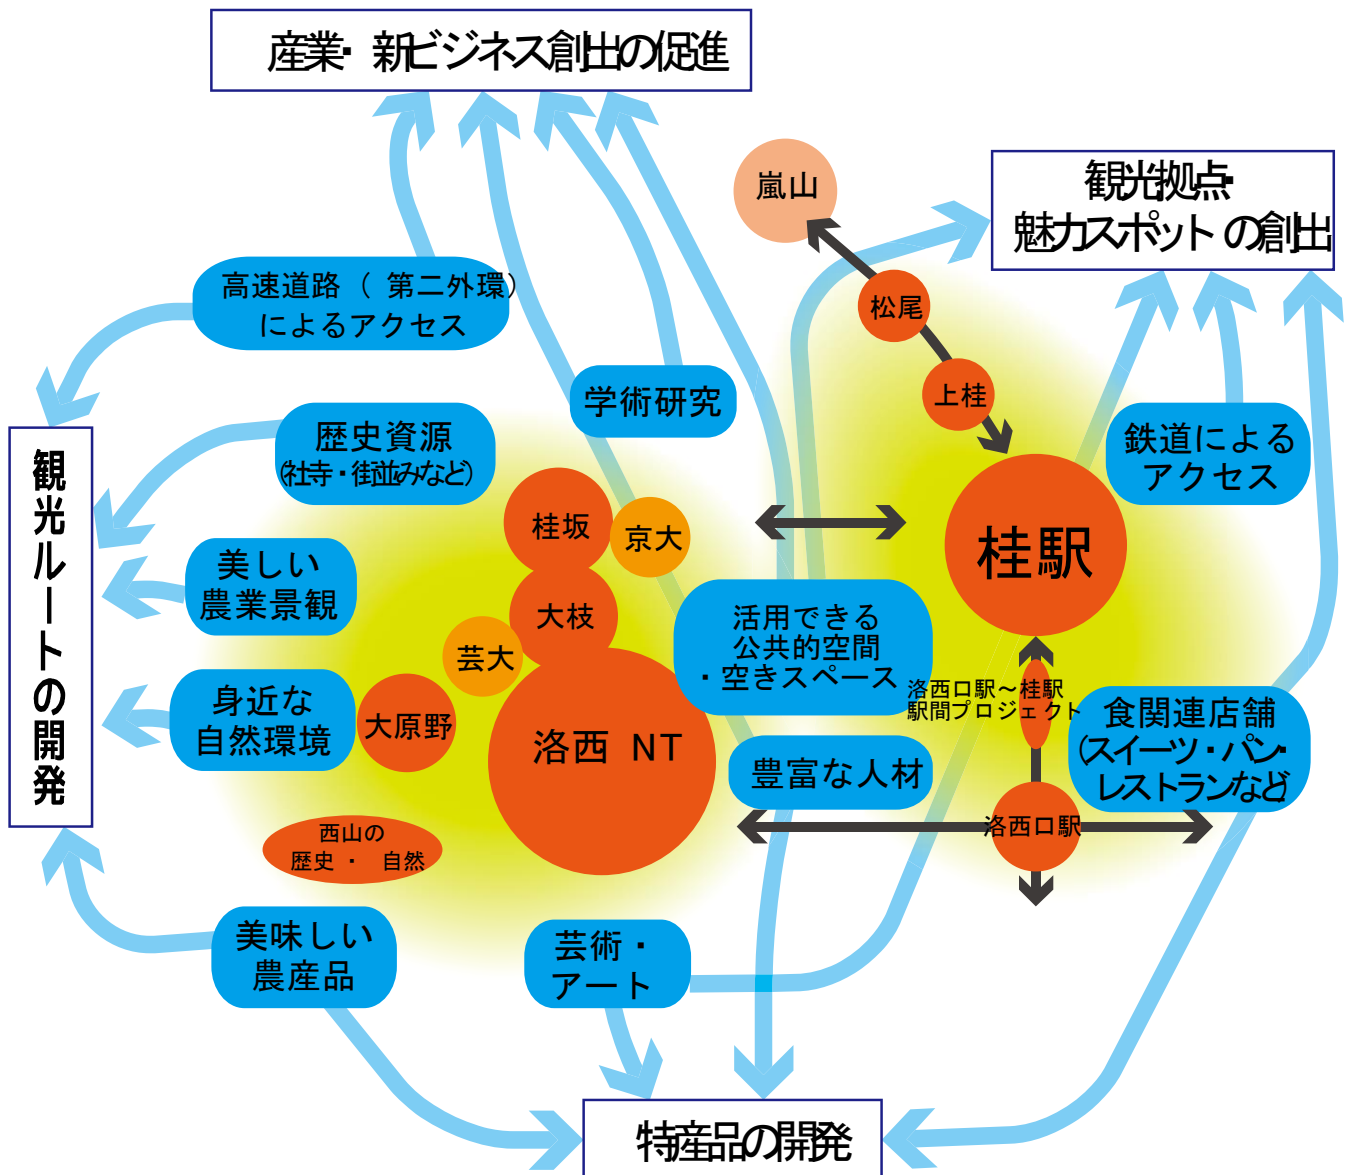 産業・新ビジネス創出の促進
嵐山
観光拠点・
魅力スポットの創出
高速道路（第二外環）
によるアクセス
松尾
上桂
学術研究
歴史資源
(社寺・街並みなど)
鉄道による
アクセス
観光ルートの開発
桂坂
京大
桂駅
美しい
農業景観
大枝
活用できる
公共的空間
・空きスペース
芸大
身近な
自然環境
大原野
洛西 NT
洛西口駅～桂駅
駅間プロジェクト
食関連店舗
(スイーツ・パン・
レストランなど)
豊富な人材
西山の
歴史・自然
洛西口駅
美味しい
農産品
芸術・
アート
特産品の開発